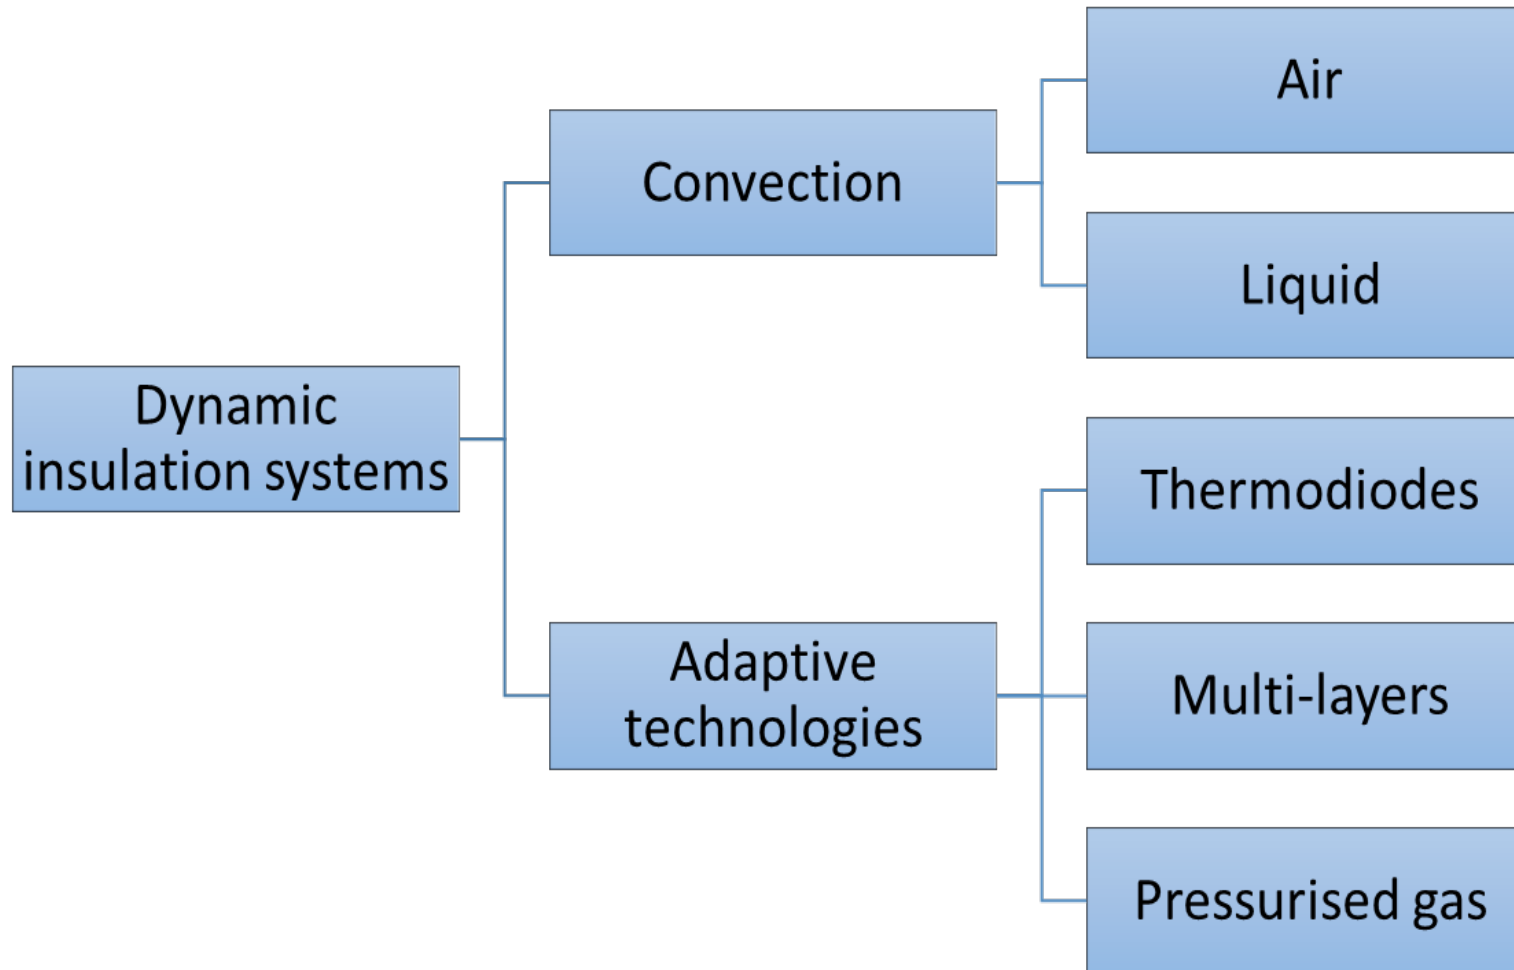 Dynamic
insulation systems
Convection
Air
Liquid
Adaptive
technologies
Thermodiodes
Multi-layers
Pressurised gas